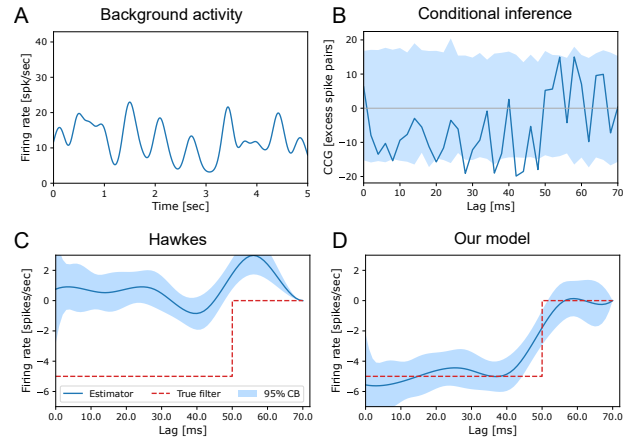 A Background activity
Firing rate [spk/sec]
40
30
20
10
0
0 1 2 3 4 5
Time [sec]
B Conditional inference
CCG [excess spike pairs]
20
10
0
−10
−20
0 10 20 30 40 50 60 70
Lag [ms]
C Hawkes
Firing rate [spikes/sec]
2
0
−2
−4
−6
Estimator True filter 95% CB
0.0 10.0 20.0 30.0 40.0 50.0 60.0 70.0
Lag [ms]
D Our model
Firing rate [spikes/sec]
2
0
−2
−4
−6
0.0 10.0 20.0 30.0 40.0 50.0 60.0 70.0
Lag [ms]